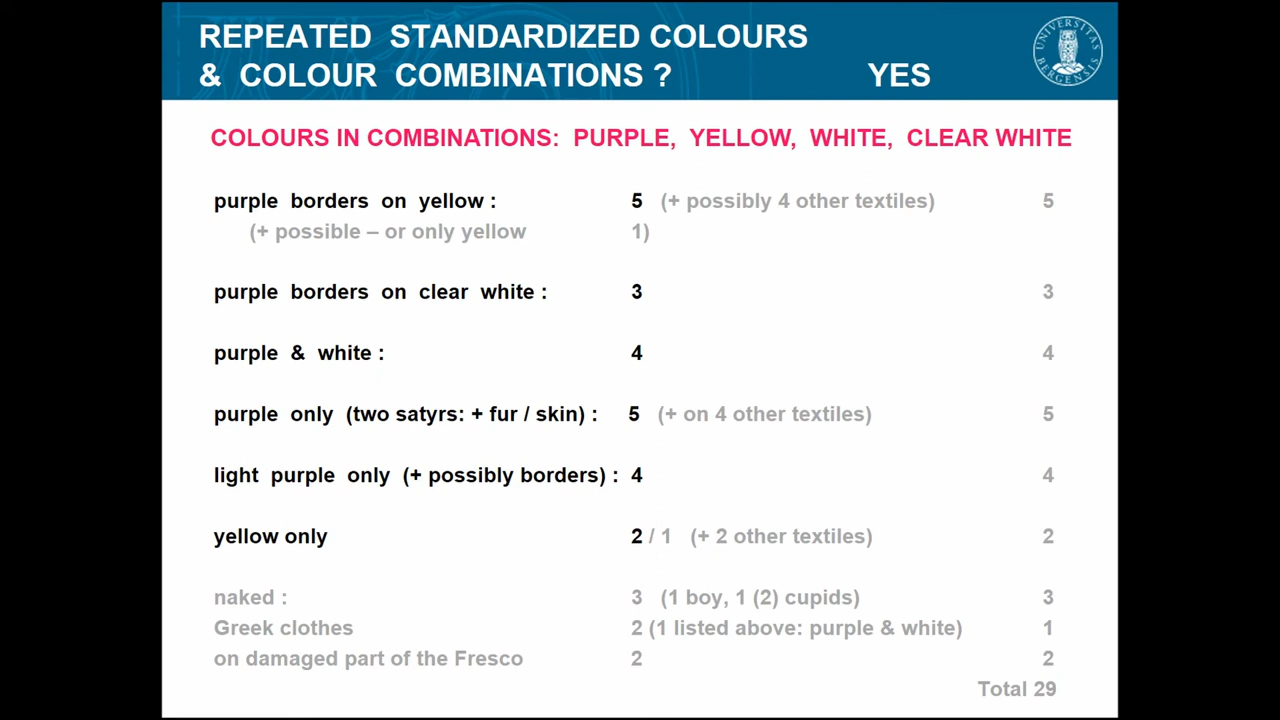 REPEATED STANDARDIZED COLOURS
& COLOUR COMBINATIONS ? YES
UNIVERSITAS BERGENSIS
COLOURS IN COMBINATIONS: PURPLE, YELLOW, WHITE, CLEAR WHITE
purple borders on yellow : 5 (+ possibly 4 other textiles) 5
(+ possible – or only yellow 1)
purple borders on clear white : 3 3
purple & white : 4 4
purple only (two satyrs: + fur / skin) : 5 (+ on 4 other textiles) 5
light purple only (+ possibly borders) : 4 4
yellow only 2 / 1 (+ 2 other textiles) 2
naked : 3 (1 boy, 1 (2) cupids) 3
Greek clothes 2 (1 listed above: purple & white) 1
on damaged part of the Fresco 2 2
Total 29